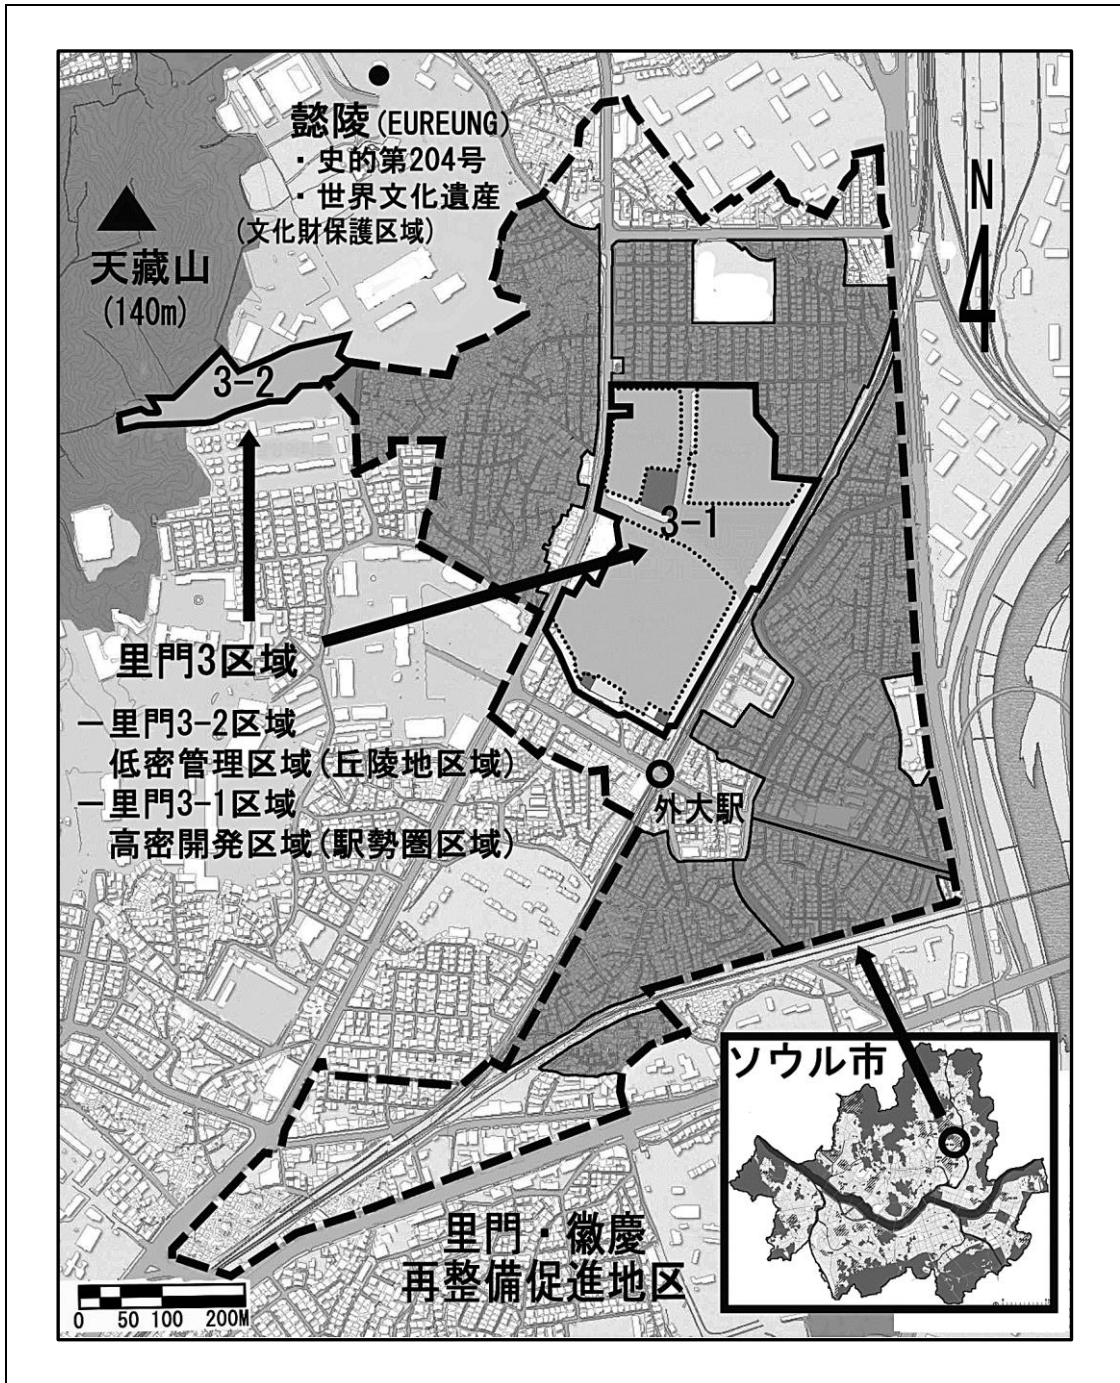 懿陵(EUREUNG)
・史的第204号
・世界文化遺産
(文化財保護区域)
天藏山
(140m)
N
4
3-2
3-1
里門3区域
－里門3-2区域
低密管理区域(丘陵地区域)
－里門3-1区域
高密開発区域(駅勢圏区域)
外大駅
ソウル市
里門・徽慶
再整備促進地区
0 50 100 200M